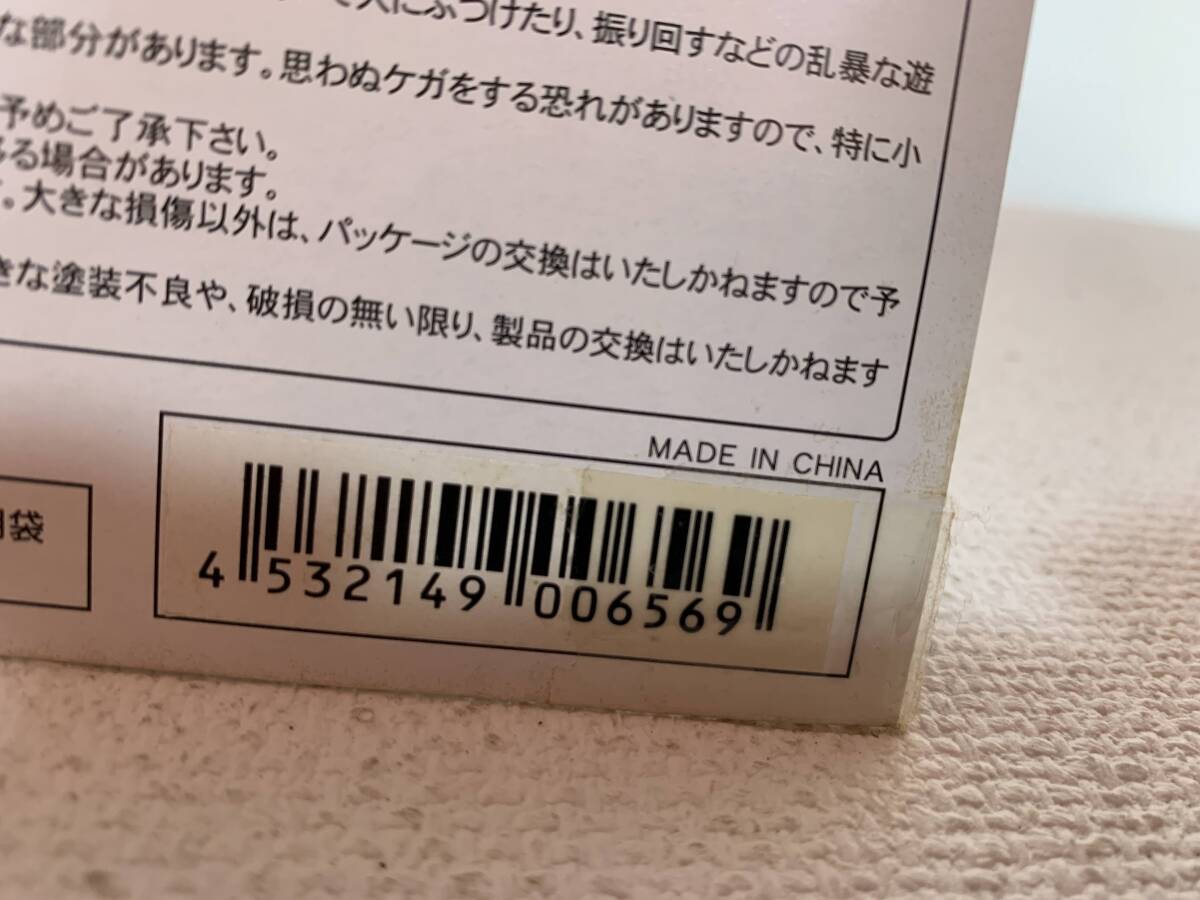 人にぶつけたり、振り回すなどの乱暴な遊
な部分があります。思わぬケガをする恐れがありますので、特に小
予めご了承下さい。
る場合があります。
。大きな損傷以外は、パッケージの交換はいたしかねますので予
きな塗装不良や、破損の無い限り、製品の交換はいたしかねます
MADE IN CHINA
袋
4 532149 006569